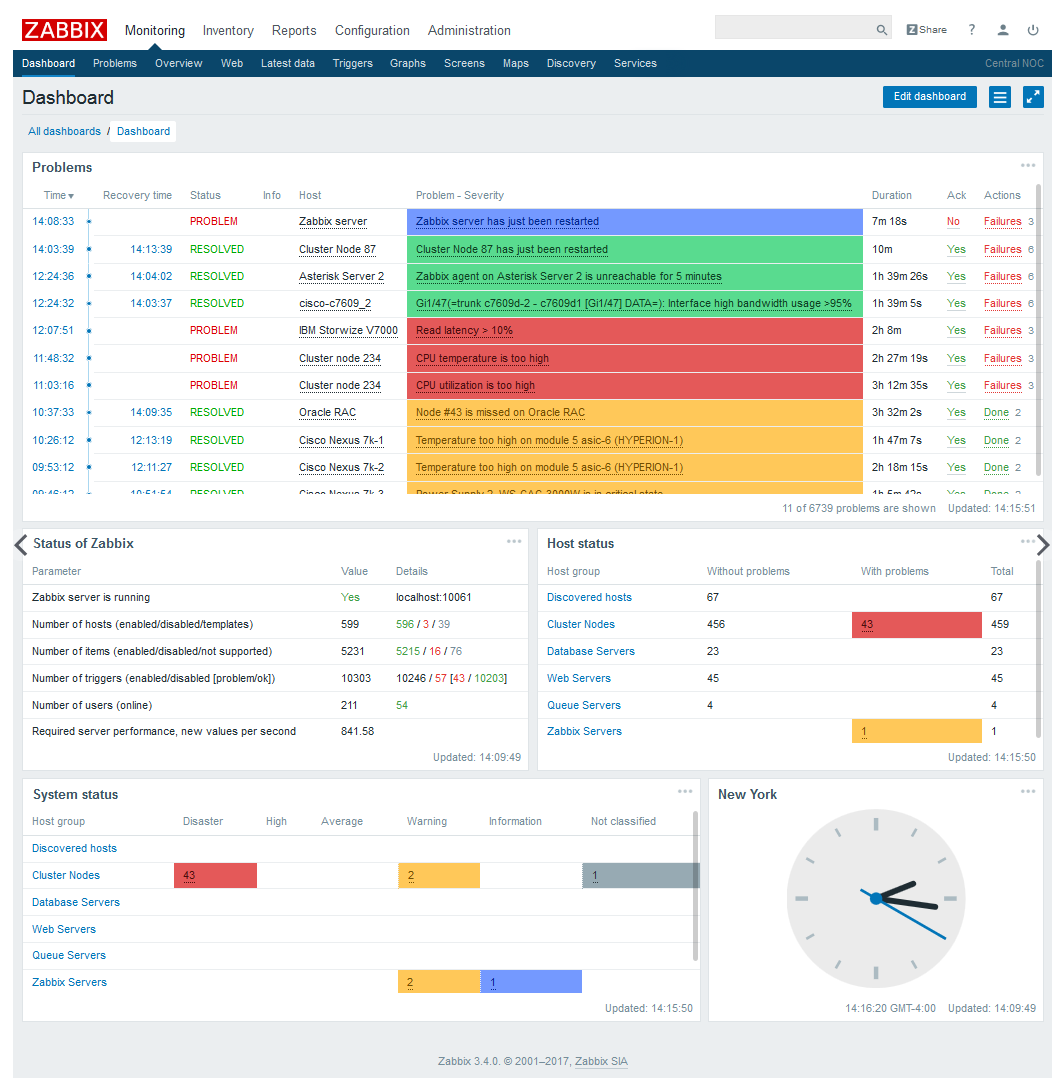 ZABBIX Monitoring Inventory Reports Configuration Administration Z Share ?
Dashboard Problems Overview Web Latest data Triggers Graphs Screens Maps Discovery Services Central NOC
Dashboard Edit dashboard
All dashboards / Dashboard
Problems
Time Recovery time Status Info Host Problem - Severity Duration Ack Actions
14:08:33 PROBLEM Zabbix server Zabbix server has just been restarted 7m 18s No Failures 3
14:03:39 14:13:39 RESOLVED Cluster Node 87 Cluster Node 87 has just been restarted 10m Yes Failures 6
12:24:36 14:04:02 RESOLVED Asterisk Server 2 Zabbix agent on Asterisk Server 2 is unreachable for 5 minutes 1h 39m 26s Yes Failures 6
12:24:32 14:03:37 RESOLVED cisco-c7609_2 Gi1/47(=trunk c7609d-2 - c7609d1 [Gi1/47] DATA=): Interface high bandwidth usage >95% 1h 39m 5s Yes Failures 6
12:07:51 PROBLEM IBM Storwize V7000 Read latency > 10% 2h 8m Yes Failures 3
11:48:32 PROBLEM Cluster node 234 CPU temperature is too high 2h 27m 19s Yes Failures 3
11:03:16 PROBLEM Cluster node 234 CPU utilization is too high 3h 12m 35s Yes Failures 3
10:37:33 14:09:35 RESOLVED Oracle RAC Node #43 is missed on Oracle RAC 3h 32m 2s Yes Done 2
10:26:12 12:13:19 RESOLVED Cisco Nexus 7k-1 Temperature too high on module 5 asic-6 (HYPERION-1) 1h 47m 7s Yes Done 2
09:53:12 12:11:27 RESOLVED Cisco Nexus 7k-2 Temperature too high on module 5 asic-6 (HYPERION-1) 2h 18m 15s Yes Done 2
09:46:12 10:51:54 RESOLVED Cisco Nexus 7k-3 1h 5m 42s Yes Done 2
11 of 6739 problems are shown Updated: 14:15:51
Status of Zabbix
Parameter Value Details
Zabbix server is running Yes localhost:10061
Number of hosts (enabled/disabled/templates) 599 596 / 3 / 39
Number of items (enabled/disabled/not supported) 5231 5215 / 16 / 76
Number of triggers (enabled/disabled [problem/ok]) 10303 10246 / 57 [43 / 10203]
Number of users (online) 211 54
Required server performance, new values per second 841.58
Updated: 14:09:49
Host status
Host group Without problems With problems Total
Discovered hosts 67 67
Cluster Nodes 456 43 459
Database Servers 23 23
Web Servers 45 45
Queue Servers 4 4
Zabbix Servers 1 1
Updated: 14:15:50
System status
Host group Disaster High Average Warning Information Not classified
Discovered hosts
Cluster Nodes 43 2 1
Database Servers
Web Servers
Queue Servers
Zabbix Servers 2 1
Updated: 14:15:50
New York
14:16:20 GMT-4:00 Updated: 14:09:49
Zabbix 3.4.0. © 2001–2017, Zabbix SIA